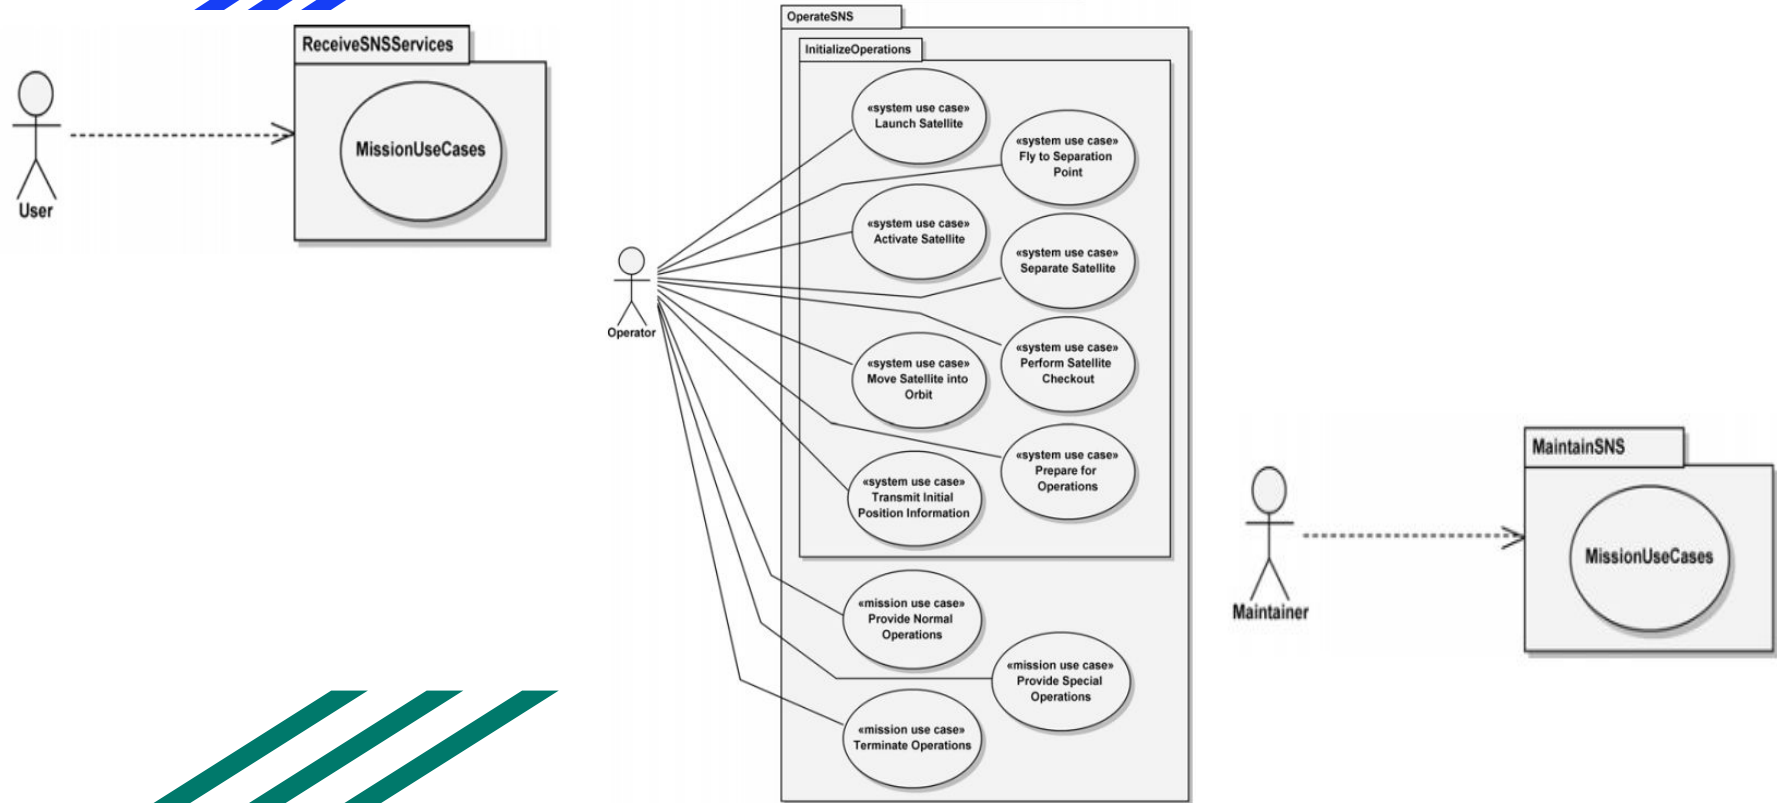 ReceiveSNSServices
MissionUseCases
User
OperateSNS
InitializeOperations
«system use case»
Launch Satellite
«system use case»
Fly to Separation
Point
«system use case»
Activate Satellite
«system use case»
Separate Satellite
Operator
«system use case»
Move Satellite into
Orbit
«system use case»
Perform Satellite
Checkout
«system use case»
Transmit Initial
Position Information
«system use case»
Prepare for
Operations
«mission use case»
Provide Normal
Operations
«mission use case»
Provide Special
Operations
«mission use case»
Terminate Operations
MaintainSNS
MissionUseCases
Maintainer